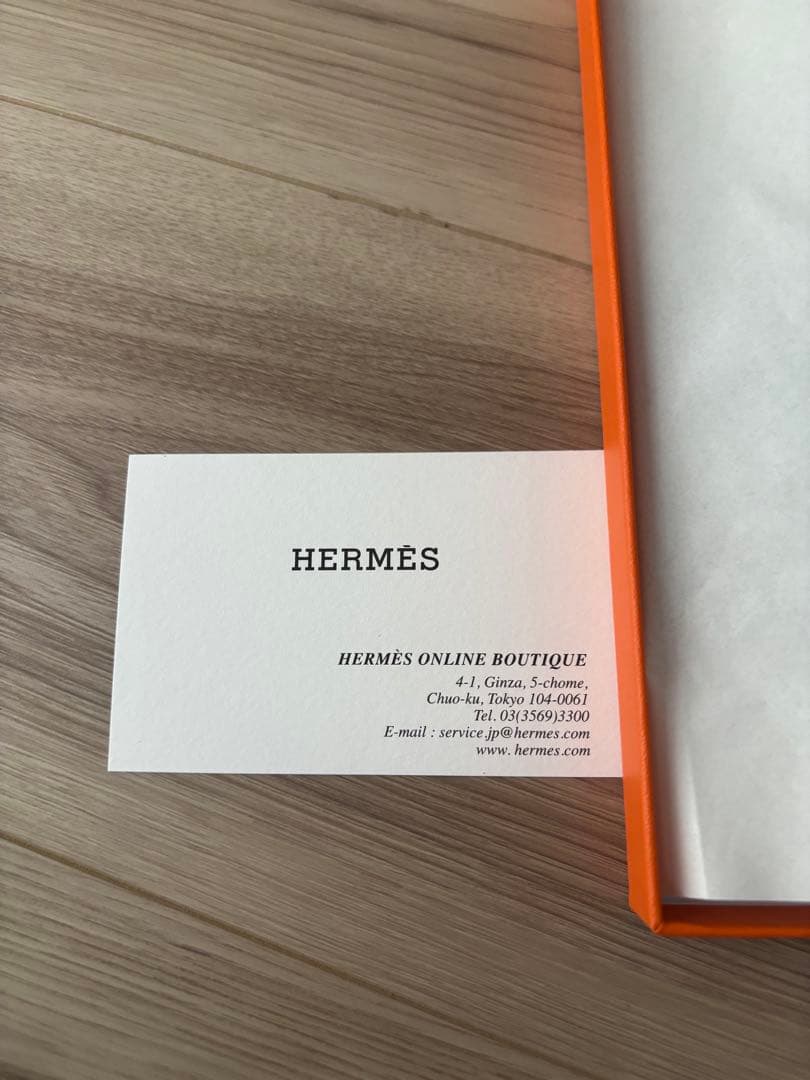 HERMÈS
HERMÈS ONLINE BOUTIQUE
4-1, Ginza, 5-chome,
Chuo-ku, Tokyo 104-0061
Tel. 03(3569)3300
E-mail : service.jp@hermes.com
www. hermes.com